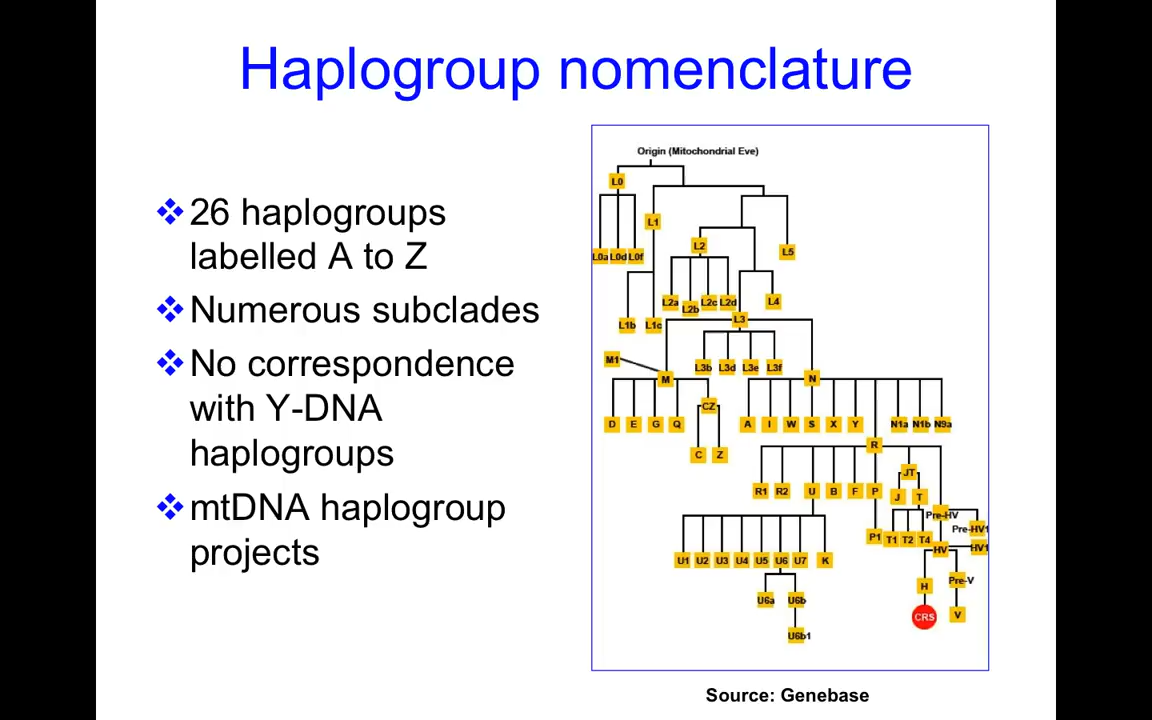 Haplogroup nomenclature
❖ 26 haplogroups
labelled A to Z
❖ Numerous subclades
❖ No correspondence
with Y-DNA
haplogroups
❖ mtDNA haplogroup
projects
Origin (Mitochondrial Eve)
L0
L1
L2
L5
L0a L0d L0f
L2a L2b L2c L2d
L4
L1b L1c
L3
M1
L3b L3d L3e L3f
M
N
CZ
D E G Q
A I W S X Y N1a N1b N9a
R
C Z
JT
R1 R2 U B F P
J T
Pre-HV
Pre-HV1
P1 T1 T2 T4
HV
HV1
U1 U2 U3 U4 U5 U6 U7 K
H
Pre-V
U6a U6b
CRS
V
U6b1
Source: Genebase